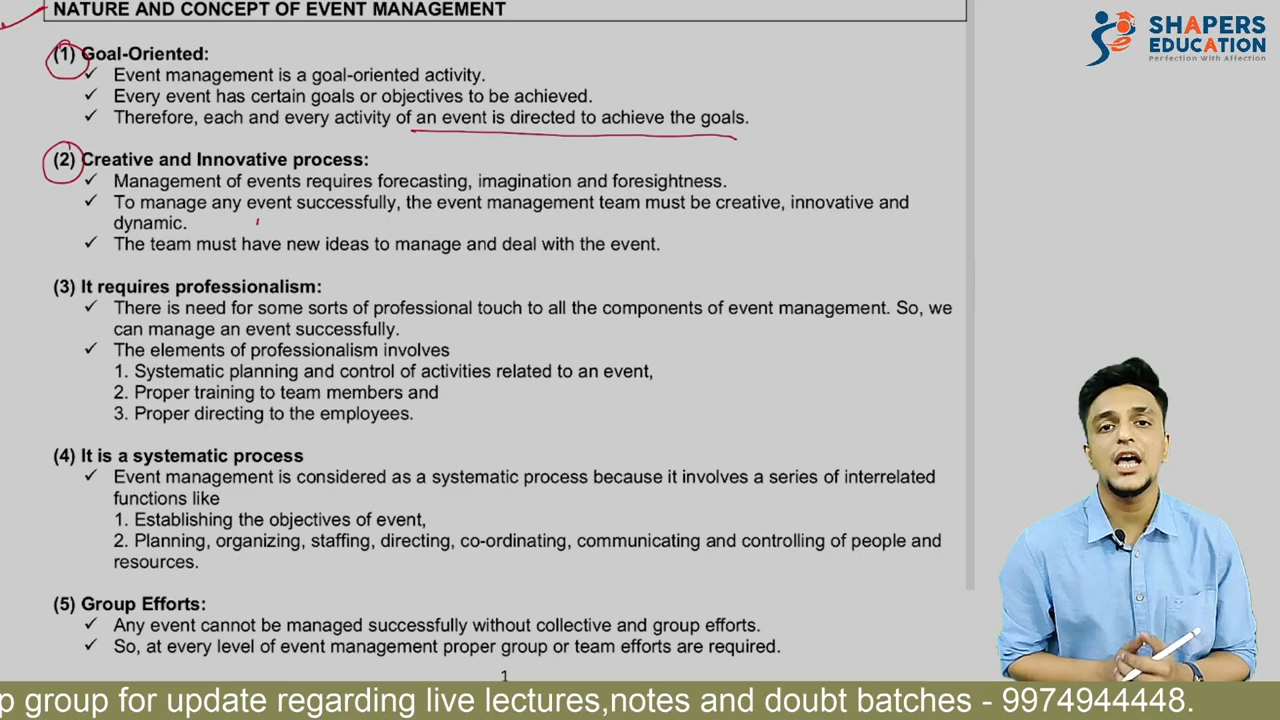 NATURE AND CONCEPT OF EVENT MANAGEMENT
SHAPERS
EDUCATION
Perfection With Affection
(1) Goal-Oriented:
✓ Event management is a goal-oriented activity.
✓ Every event has certain goals or objectives to be achieved.
✓ Therefore, each and every activity of an event is directed to achieve the goals.
(2) Creative and Innovative process:
✓ Management of events requires forecasting, imagination and foresightness.
✓ To manage any event successfully, the event management team must be creative, innovative and
dynamic.
✓ The team must have new ideas to manage and deal with the event.
(3) It requires professionalism:
✓ There is need for some sorts of professional touch to all the components of event management. So, we
can manage an event successfully.
✓ The elements of professionalism involves
1. Systematic planning and control of activities related to an event,
2. Proper training to team members and
3. Proper directing to the employees.
(4) It is a systematic process
✓ Event management is considered as a systematic process because it involves a series of interrelated
functions like
1. Establishing the objectives of event,
2. Planning, organizing, staffing, directing, co-ordinating, communicating and controlling of people and
resources.
(5) Group Efforts:
✓ Any event cannot be managed successfully without collective and group efforts.
✓ So, at every level of event management proper group or team efforts are required.
1
p group for update regarding live lectures,notes and doubt batches - 9974944448.